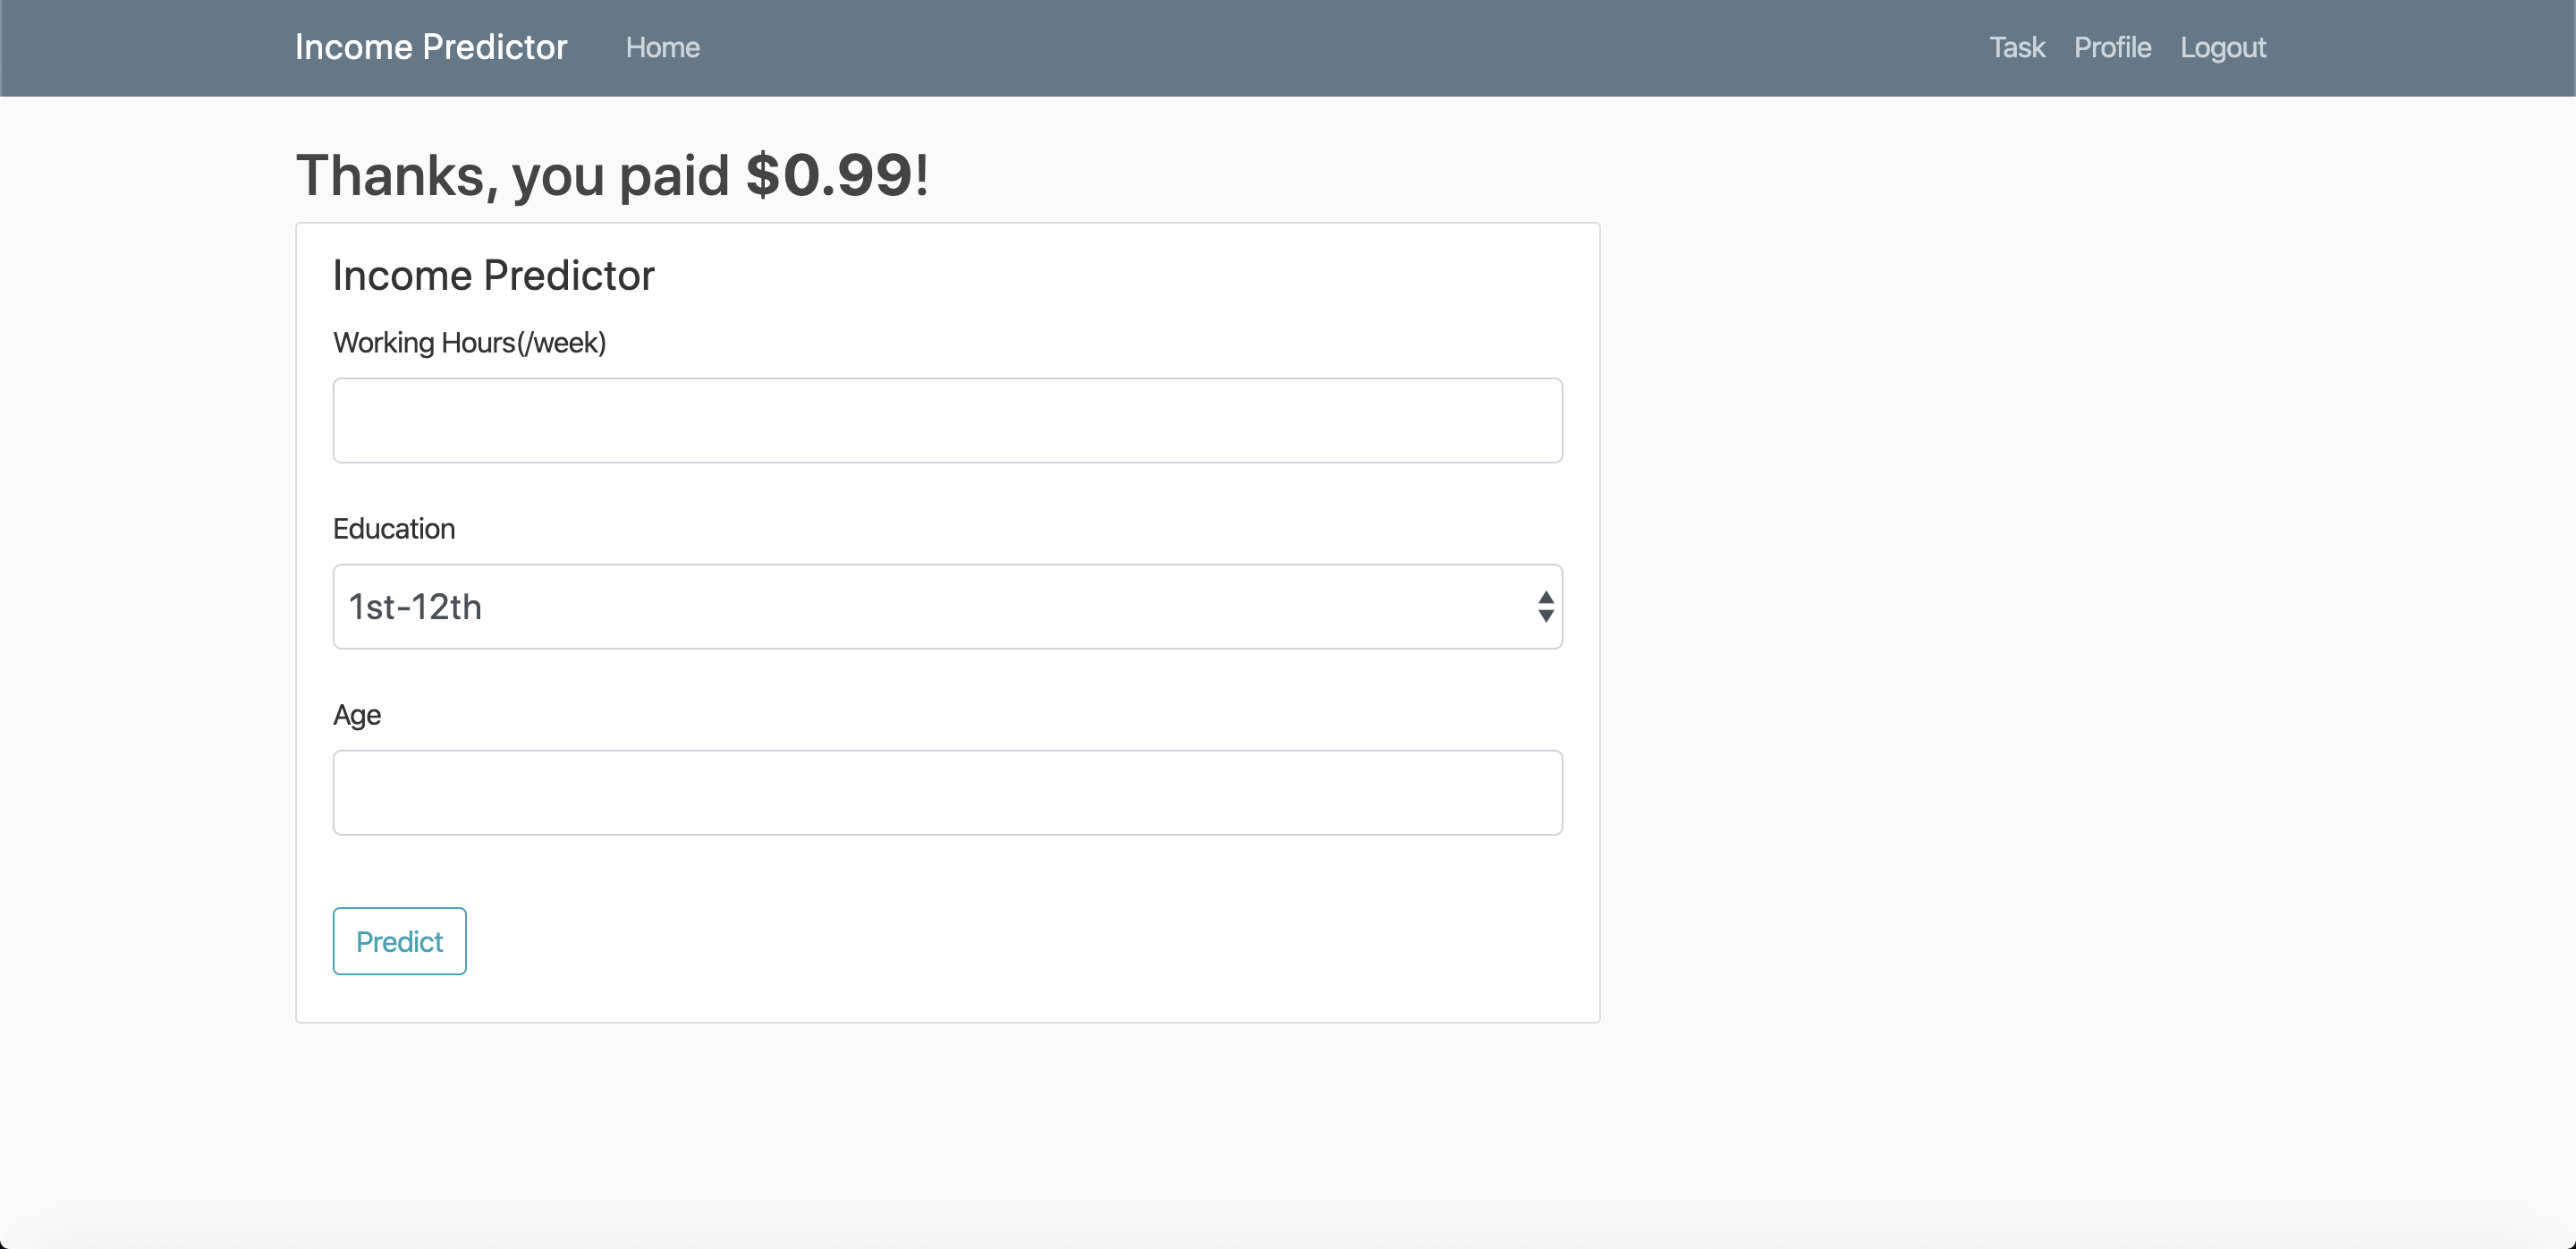 Income Predictor Home Task Profile Logout
Thanks, you paid $0.99!
Income Predictor
Working Hours(/week)
Education
1st-12th
Age
Predict